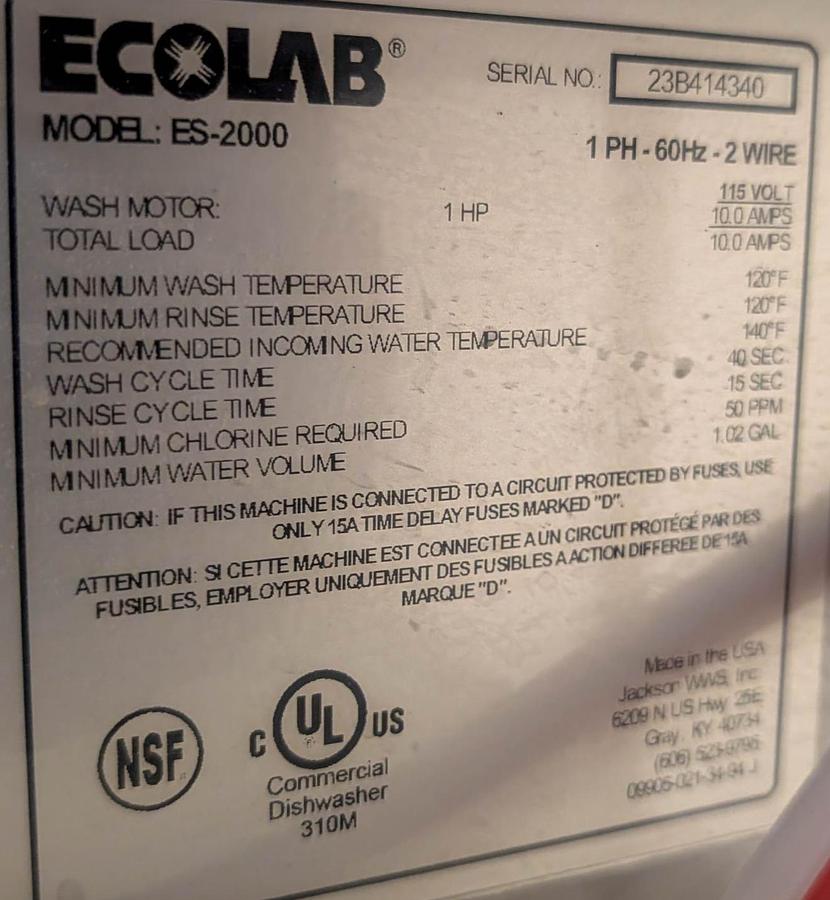 ECOLAB®
SERIAL NO.: 23B414340
MODEL: ES-2000
1 PH - 60Hz - 2 WIRE
115 VOLT
WASH MOTOR: 1 HP 10.0 AMPS
TOTAL LOAD 10.0 AMPS
MINIMUM WASH TEMPERATURE 120°F
MINIMUM RINSE TEMPERATURE 120°F
RECOMMENDED INCOMING WATER TEMPERATURE 140°F
WASH CYCLE TIME 40 SEC.
RINSE CYCLE TIME 15 SEC
MINIMUM CHLORINE REQUIRED 50 PPM
MINIMUM WATER VOLUME 1.02 GAL
CAUTION: IF THIS MACHINE IS CONNECTED TO A CIRCUIT PROTECTED BY FUSES, USE
ONLY 15A TIME DELAY FUSES MARKED "D".
ATTENTION: SI CETTE MACHINE EST CONNECTEE A UN CIRCUIT PROTÉGÉ PAR DES
FUSIBLES, EMPLOYER UNIQUEMENT DES FUSIBLES A ACTION DIFFEREE DE 15A
MARQUE "D".
NSF
C UL US
Commercial
Dishwasher
310M
Made in the USA
Jackson WWS, Inc
6209 N US Hwy 25E
Gray, KY 40734
(606) 523-9795
09905-021-34-94 J